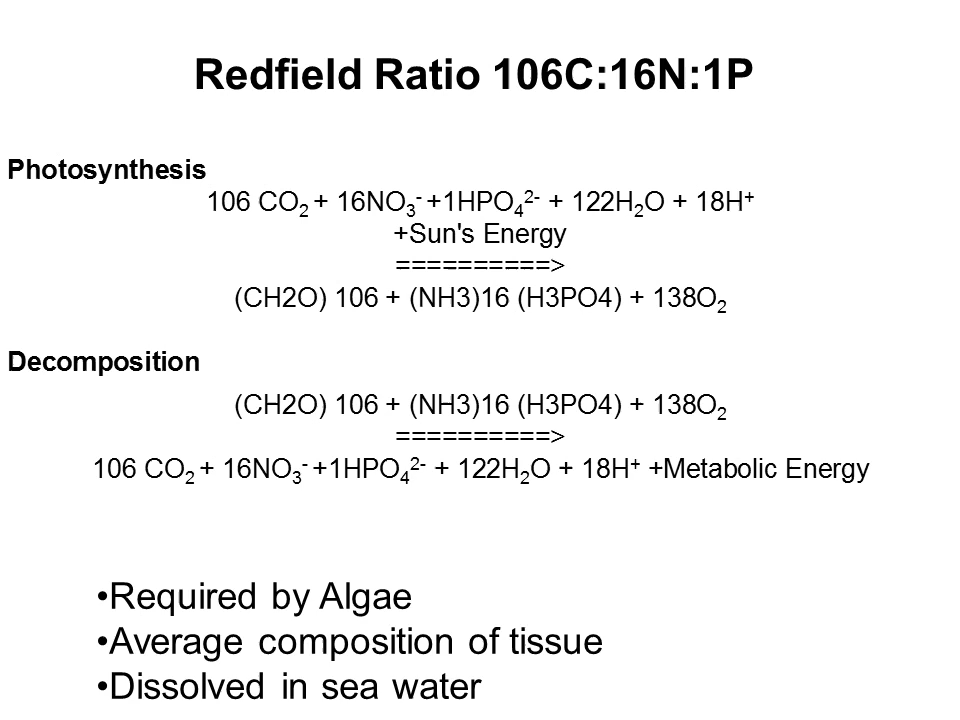 Redfield Ratio 106C:16N:1P
Photosynthesis
106 CO₂ + 16NO₃⁻ +1HPO₄²⁻ + 122H₂O + 18H⁺
+Sun's Energy
==========>
(CH2O) 106 + (NH3)16 (H3PO4) + 138O₂
Decomposition
(CH2O) 106 + (NH3)16 (H3PO4) + 138O₂
==========>
106 CO₂ + 16NO₃⁻ +1HPO₄²⁻ + 122H₂O + 18H⁺ +Metabolic Energy
•Required by Algae
•Average composition of tissue
•Dissolved in sea water